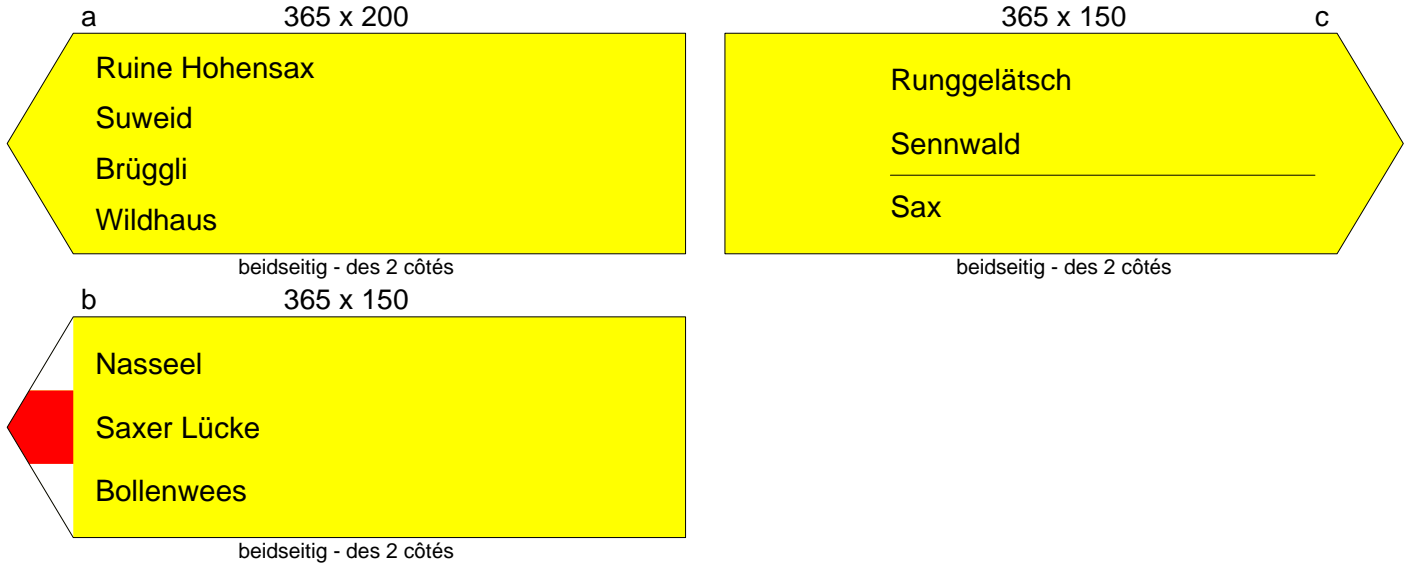 a 365 x 200
Ruine Hohensax
Suweid
Brüggli
Wildhaus
beidseitig - des 2 côtés
365 x 150 c
Runggelätsch
Sennwald
Sax
beidseitig - des 2 côtés
b 365 x 150
Nasseel
Saxer Lücke
Bollenwees
beidseitig - des 2 côtés